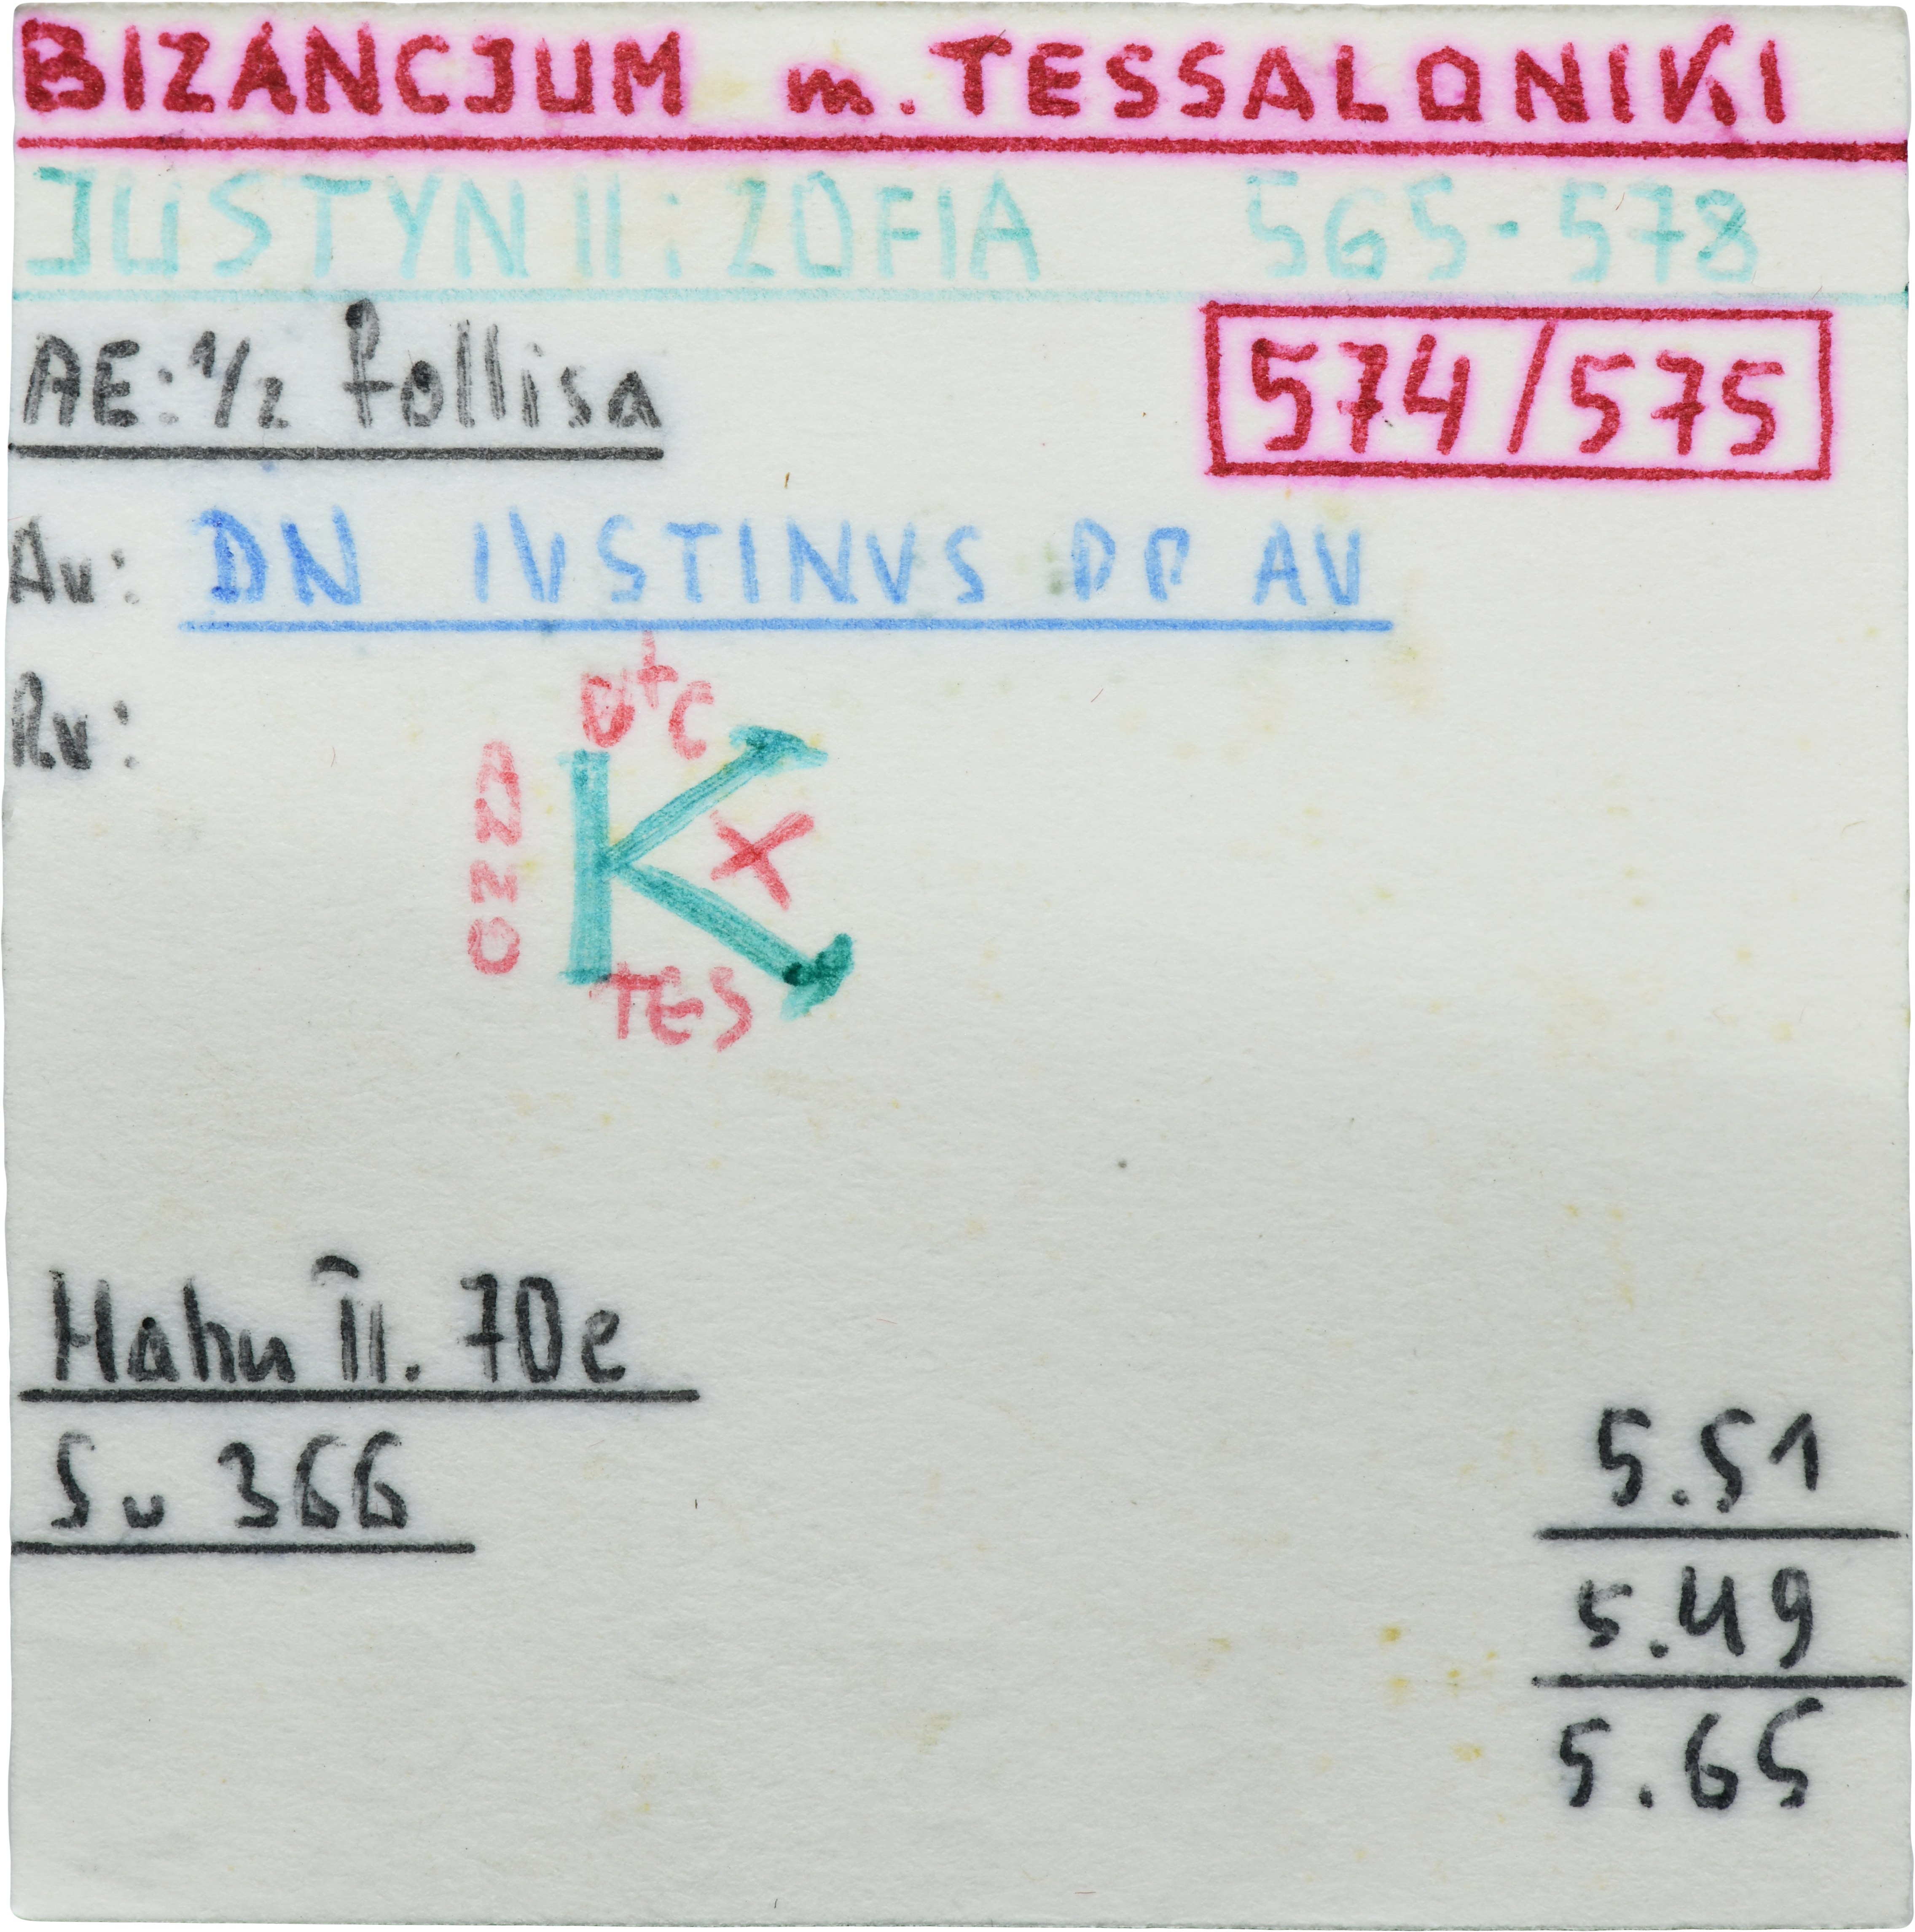 BIZANCJUM m. TESSALONIKI
JUSTYN II i ZOFIA 565-578
AE: 1/2 follisa 574/575
Av: DN IVSTINVS PP AV
Rv:
Θ+C
ANNO K X
TES
Hahn II. 70e
Sv 366
5.51
5.49
5.65